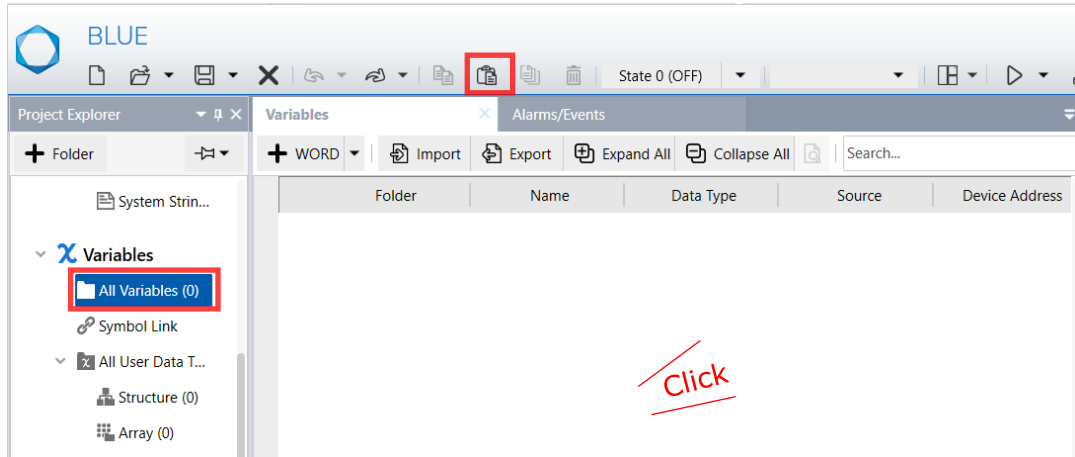 BLUE
State 0 (OFF)
Project Explorer
Variables
Alarms/Events
Folder
WORD
Import
Export
Expand All
Collapse All
Search...
Folder
Name
Data Type
Source
Device Address
System Strin...
Variables
All Variables (0)
Symbol Link
All User Data T...
Structure (0)
Array (0)
Click